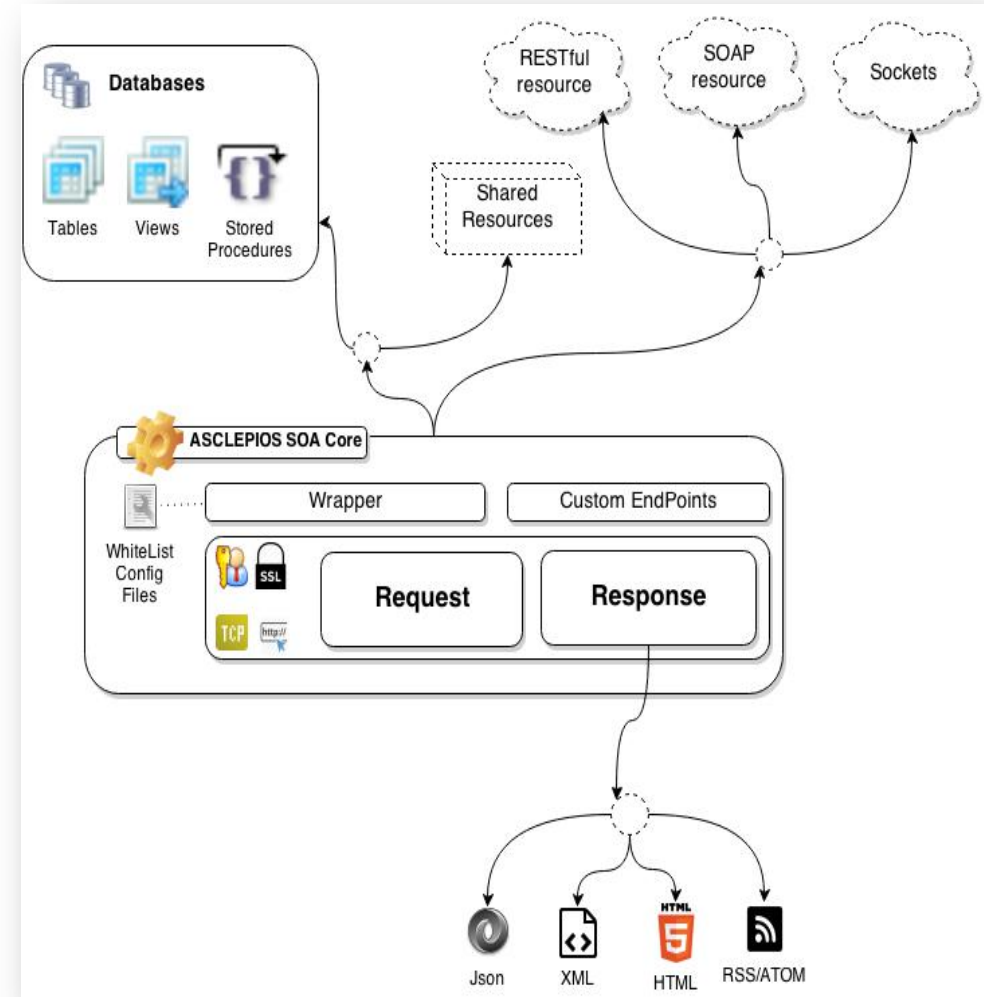 Databases
Tables
Views
Stored
Procedures
RESTful
resource
SOAP
resource
Sockets
Shared
Resources
ASCLEPIOS SOA Core
Wrapper
Custom EndPoints
WhiteList
Config
Files
SSL
TCP
http://
Request
Response
Json
XML
HTML
5
HTML
RSS/ATOM